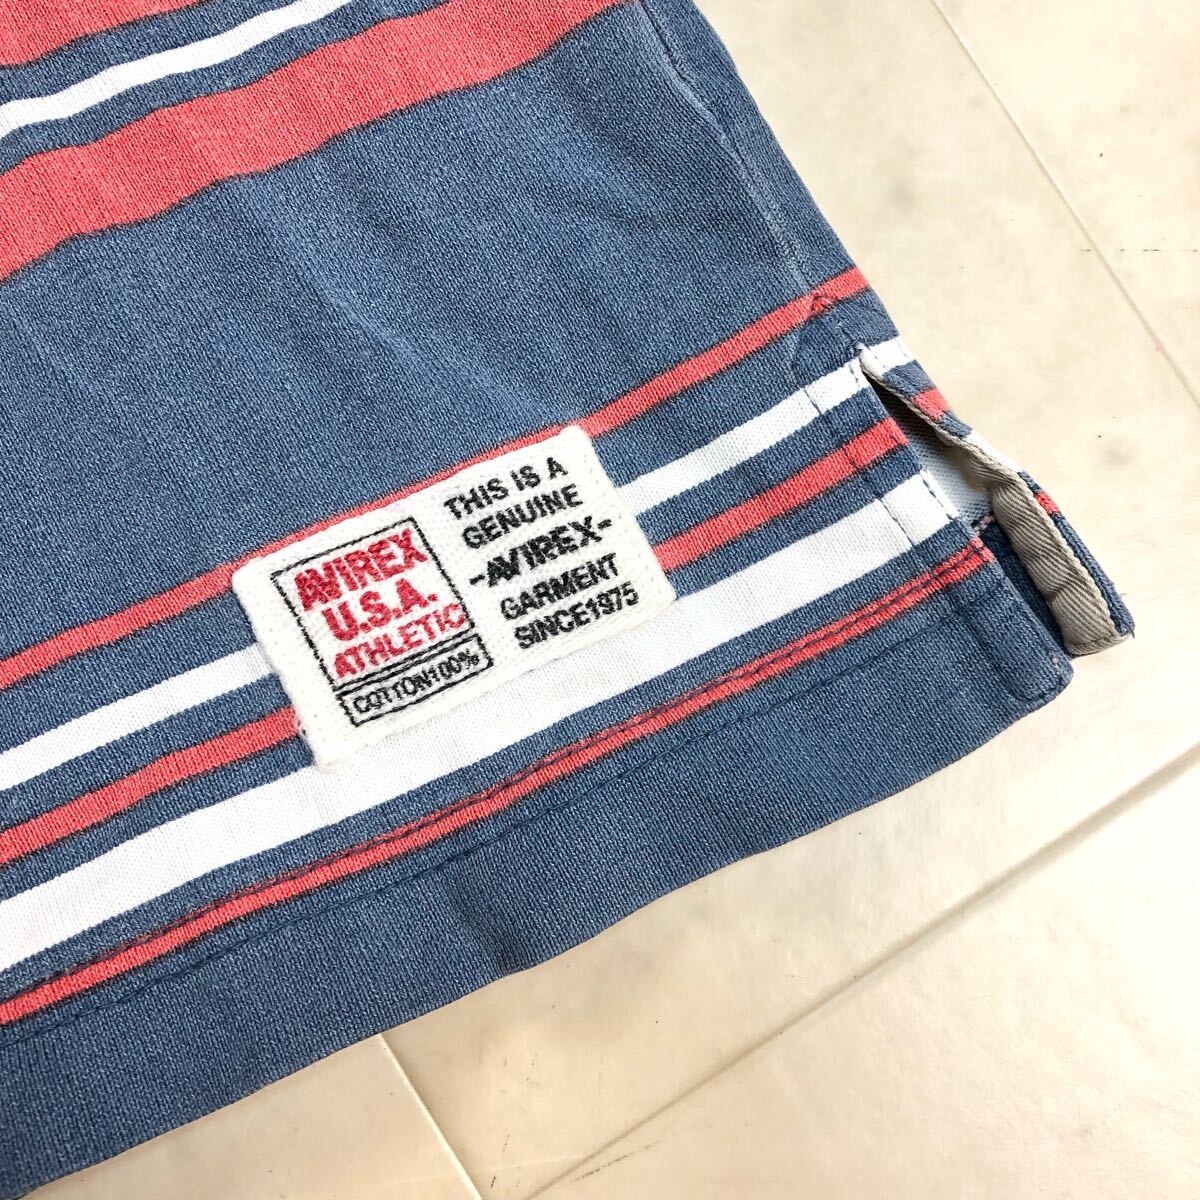 AVIREX
U.S.A.
ATHLETIC
COTTON100%
THIS IS A
GENUINE
-AVIREX-
GARMENT
SINCE1975